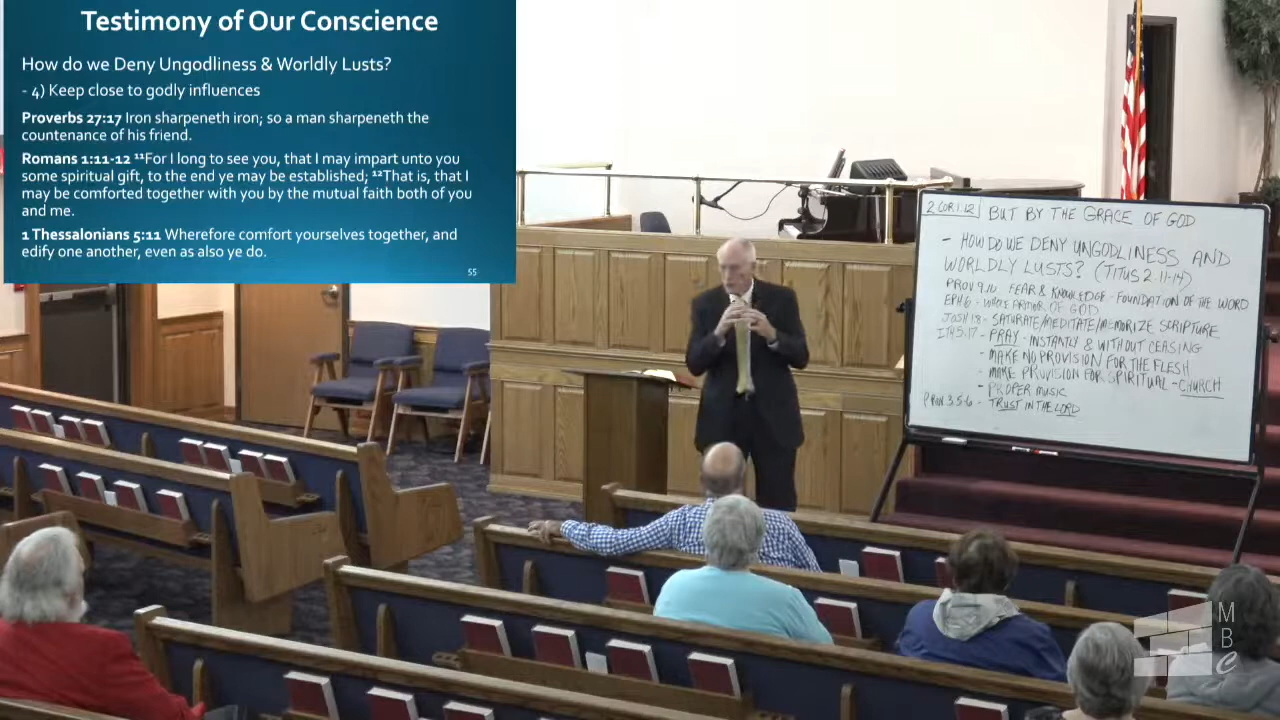 Testimony of Our Conscience
How do we Deny Ungodliness & Worldly Lusts?
- 4) Keep close to godly influences
Proverbs 27:17 Iron sharpeneth iron; so a man sharpeneth the
countenance of his friend.
Romans 1:11-12 ¹¹For I long to see you, that I may impart unto you
some spiritual gift, to the end ye may be established; ¹²That is, that I
may be comforted together with you by the mutual faith both of you
and me.
1 Thessalonians 5:11 Wherefore comfort yourselves together, and
edify one another, even as also ye do.
55
2 COR 1:12 BUT BY THE GRACE OF GOD
- HOW DO WE DENY UNGODLINESS AND
WORLDLY LUSTS? (TITUS 2:11-14)
PROV 9:10 FEAR & KNOWLEDGE - FOUNDATION OF THE WORD
EPH 6 - WHOLE ARMOR OF GOD
JOSH 1:8 - SATURATE/MEDITATE/MEMORIZE SCRIPTURE
1 TH 5:17 - PRAY - INSTANTLY & WITHOUT CEASING
- MAKE NO PROVISION FOR THE FLESH
- MAKE PROVISION FOR SPIRITUAL - CHURCH
- PROPER MUSIC
PROV 3:5-6 - TRUST IN THE LORD
M
B
C